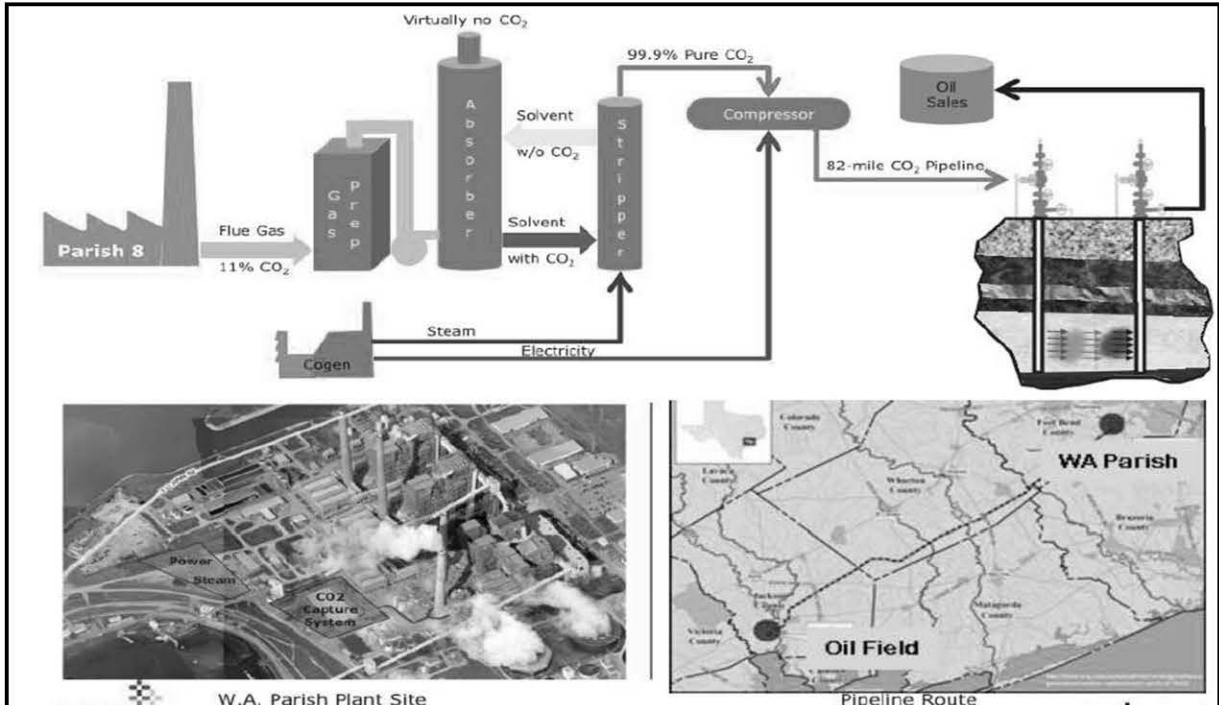 Virtually no CO₂
99.9% Pure CO₂
Parish 8
Flue Gas
11% CO₂
Gas
Prep
Absorber
Solvent
w/o CO₂
Solvent
with CO₂
Stripper
Compressor
82-mile CO₂ Pipeline
Oil
Sales
Cogen
Steam
Electricity
Power
Steam
CO2
Capture
System
W.A. Parish Plant Site
Colorado
County
Fort Bend
County
WA Parish
Lavaca
County
Wharton
County
Brazoria
County
Jackson
County
Matagorda
County
Victoria
County
Oil Field
Pipeline Route